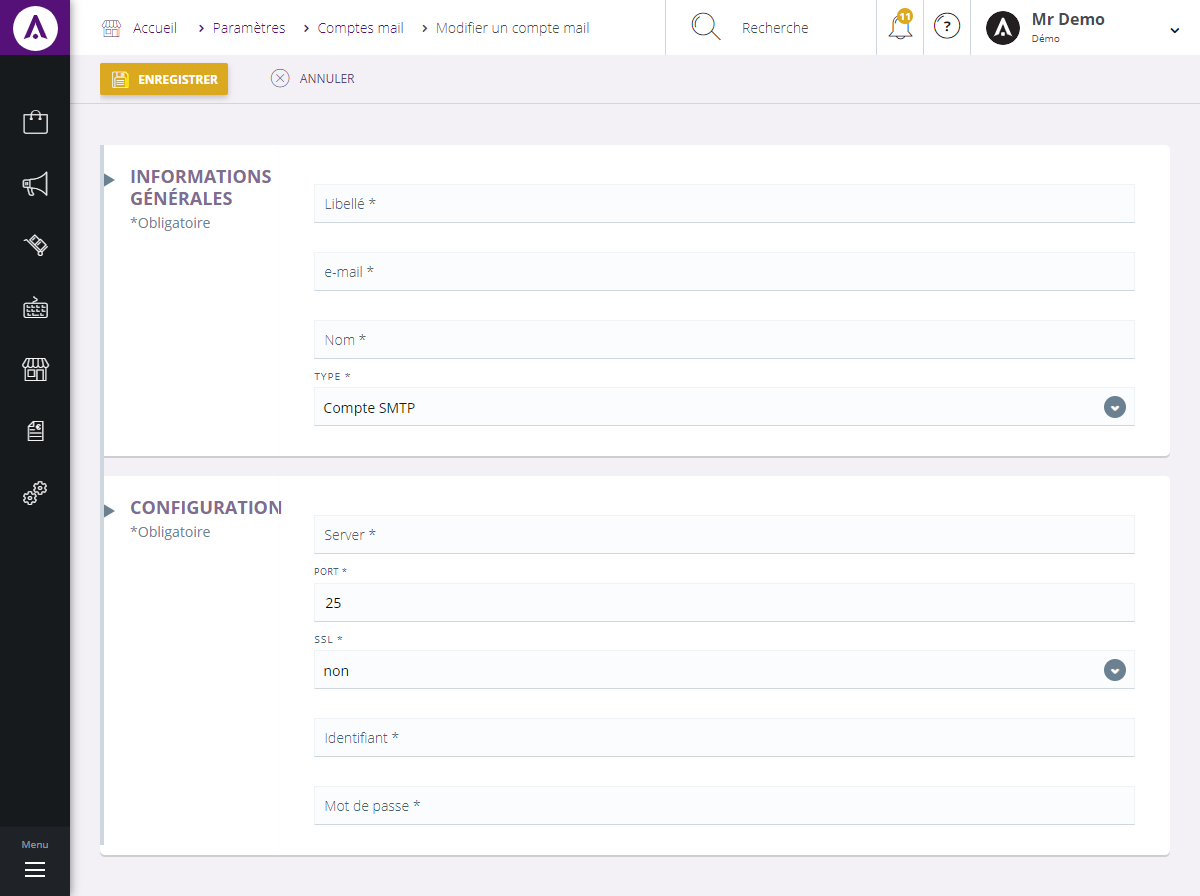 Accueil > Paramètres > Comptes mail > Modifier un compte mail
Recherche
11
?
Mr Demo
Démo
ENREGISTRER
ANNULER
INFORMATIONS
GÉNÉRALES
*Obligatoire
Libellé *
e-mail *
Nom *
TYPE *
Compte SMTP
CONFIGURATION
*Obligatoire
Server *
PORT *
25
SSL *
non
Identifiant *
Mot de passe *
Menu